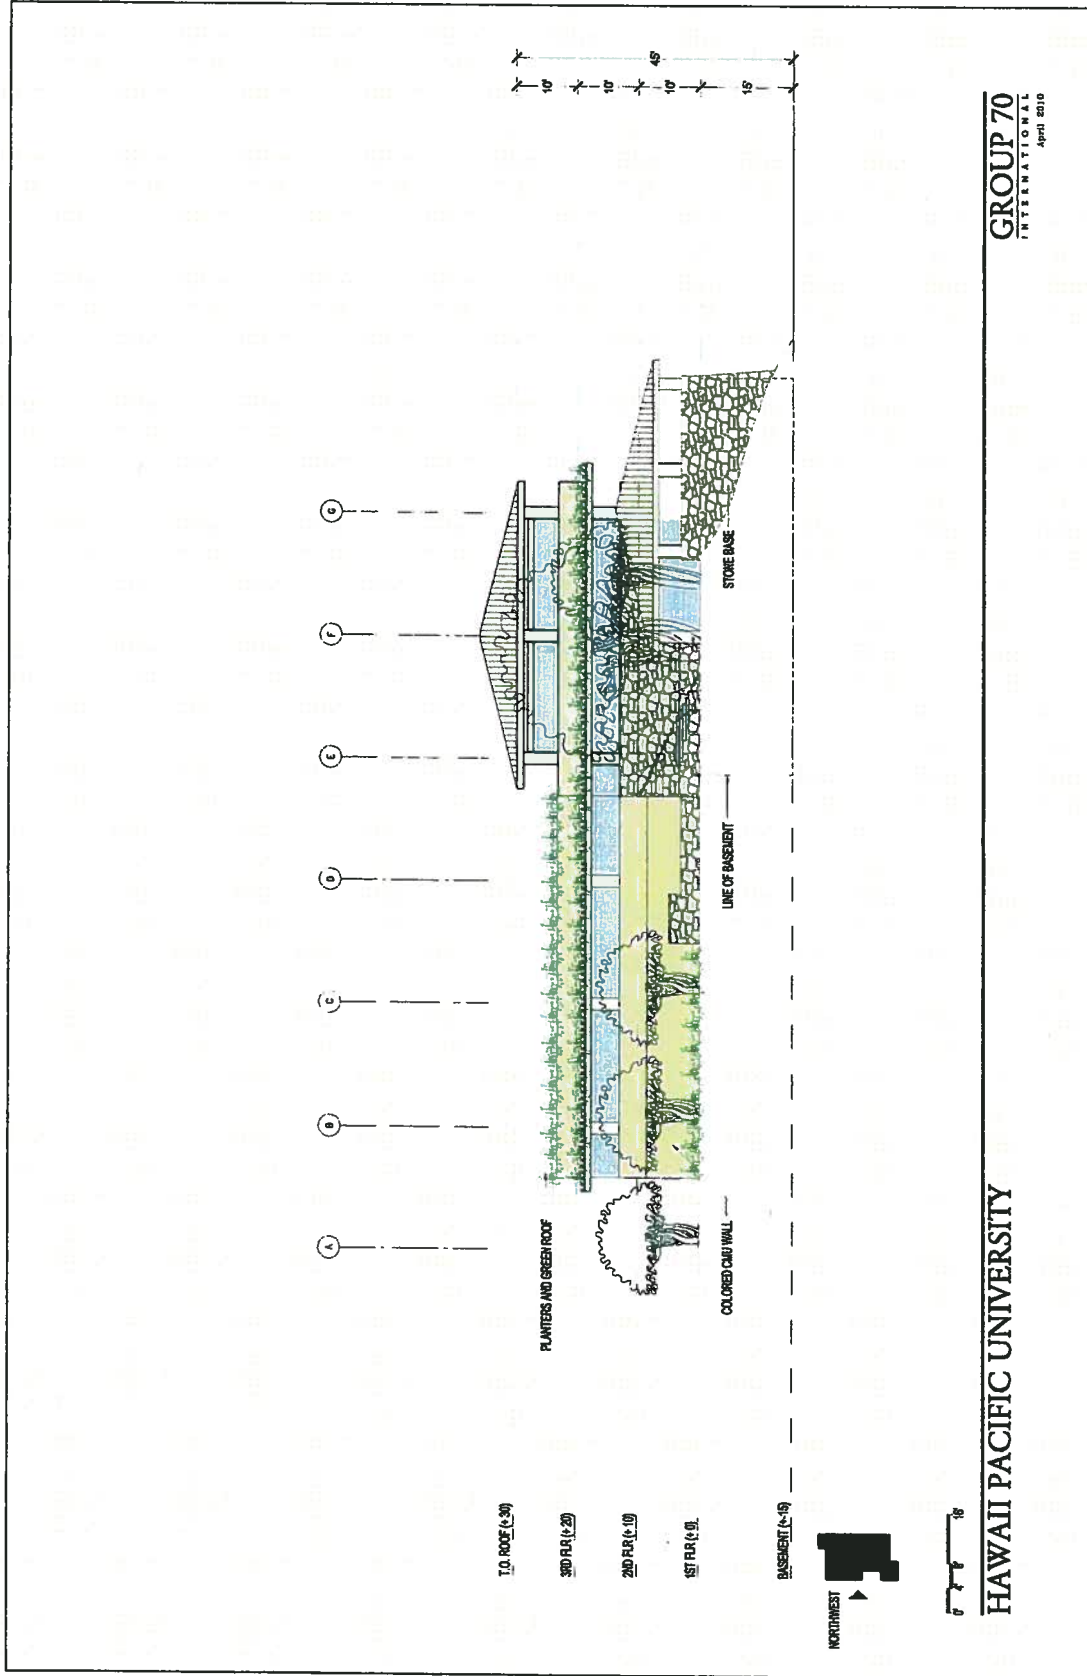 A
B
C
D
E
F
G
PLANTERS AND GREEN ROOF
T.O. ROOF (+ 30)
3RD FLR (+ 20)
2ND FLR (+ 10)
1ST FLR (+ 0)
BASEMENT (+-15)
10'
10'
10'
15'
45'
COLORED CMU WALL
LINE OF BASEMENT
STONE BASE
NORTHWEST
0' 4' 8' 16'
HAWAII PACIFIC UNIVERSITY
GROUP 70
INTERNATIONAL
April 2010